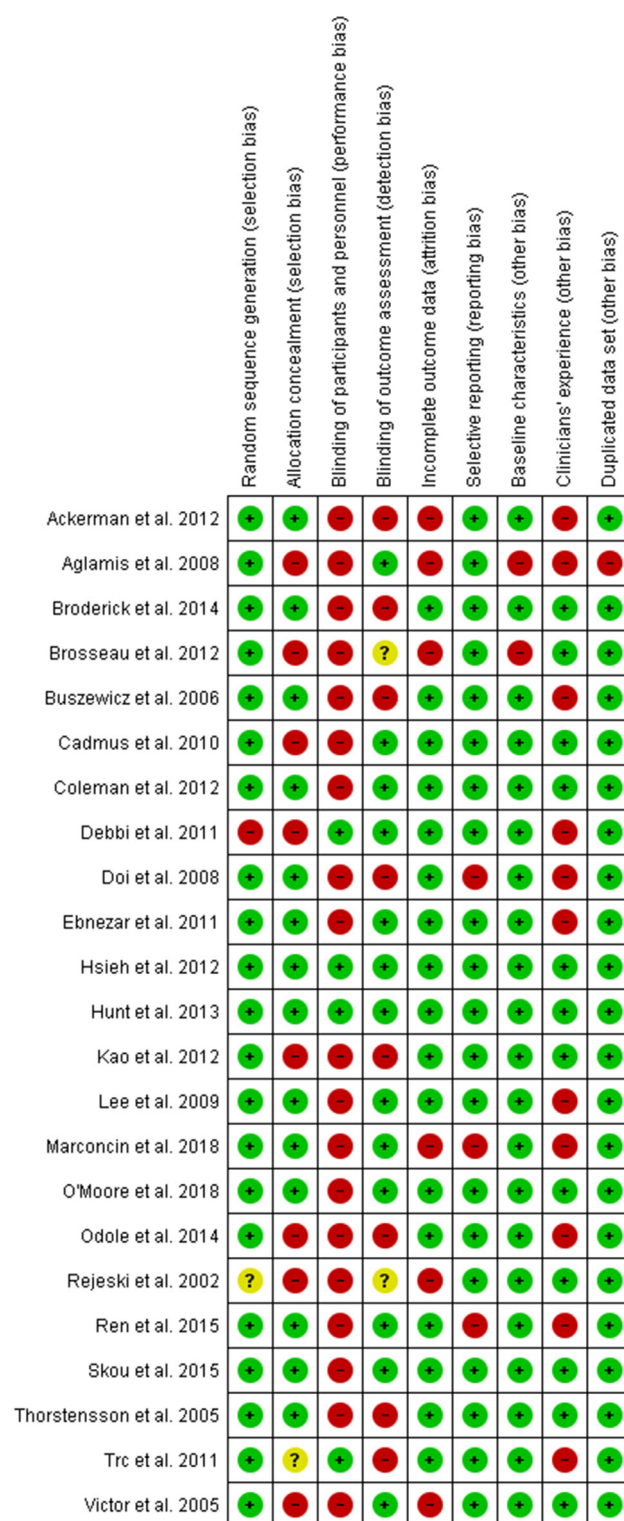 Random sequence generation (selection bias)
Allocation concealment (selection bias)
Blinding of participants and personnel (performance bias)
Blinding of outcome assessment (detection bias)
Incomplete outcome data (attrition bias)
Selective reporting (reporting bias)
Baseline characteristics (other bias)
Clinicians' experience (other bias)
Duplicated data set (other bias)
Ackerman et al. 2012 + + - - - + + - +
Aglamis et al. 2008 + - - + - + - - -
Broderick et al. 2014 + + - - + + + + +
Brosseau et al. 2012 + - - ? - + - + +
Buszewicz et al. 2006 + + - - + + + - +
Cadmus et al. 2010 + - - + + + + + +
Coleman et al. 2012 + + - + + + + + +
Debbi et al. 2011 - - + + + + + - +
Doi et al. 2008 + + - - + - + - +
Ebnezar et al. 2011 + + - + + + + - +
Hsieh et al. 2012 + + + + + + + + +
Hunt et al. 2013 + + + + + + + + +
Kao et al. 2012 + - - - + + + + +
Lee et al. 2009 + + - + + + + - +
Marconcin et al. 2018 + + - + - - + - +
O'Moore et al. 2018 + + - + + + + + +
Odole et al. 2014 + - - - + + + - +
Rejeski et al. 2002 ? - - ? - + + + +
Ren et al. 2015 + + - + + - + - +
Skou et al. 2015 + + - + + + + + +
Thorstensson et al. 2005 + + - - + + + + +
Trc et al. 2011 + ? + - + + + - +
Victor et al. 2005 + - - + - + + + +